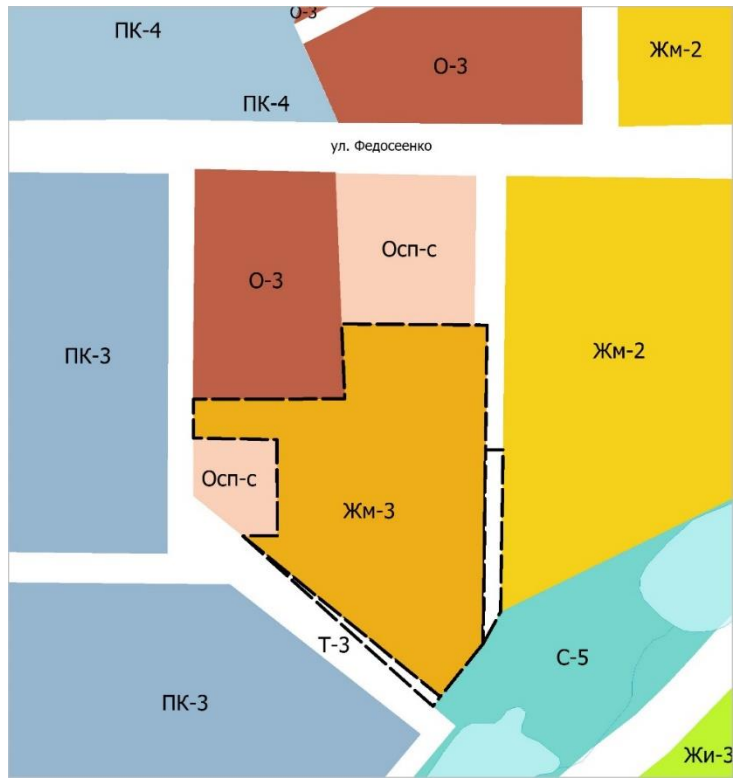 О-3
ПК-4
О-3
Жм-2
ПК-4
ул. Федосеенко
Осп-с
О-3
ПК-3
Жм-2
Осп-с
Жм-3
Т-3
С-5
ПК-3
Жи-3